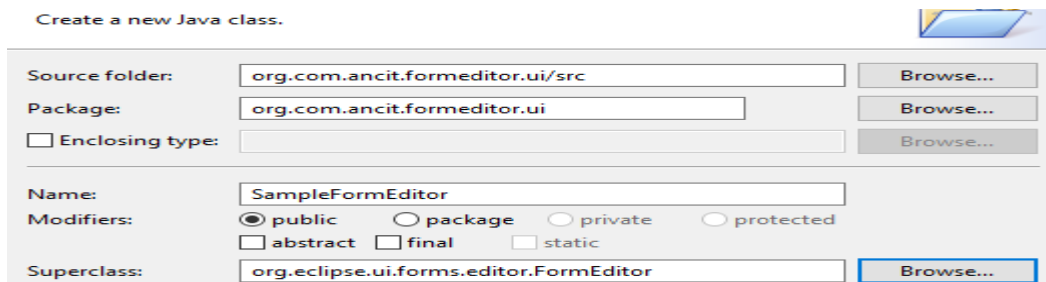 Create a new Java class.
Source folder: org.com.ancit.formeditor.ui/src Browse...
Package: org.com.ancit.formeditor.ui Browse...
Enclosing type: Browse...
Name: SampleFormEditor
Modifiers: public package private protected
abstract final static
Superclass: org.eclipse.ui.forms.editor.FormEditor Browse...